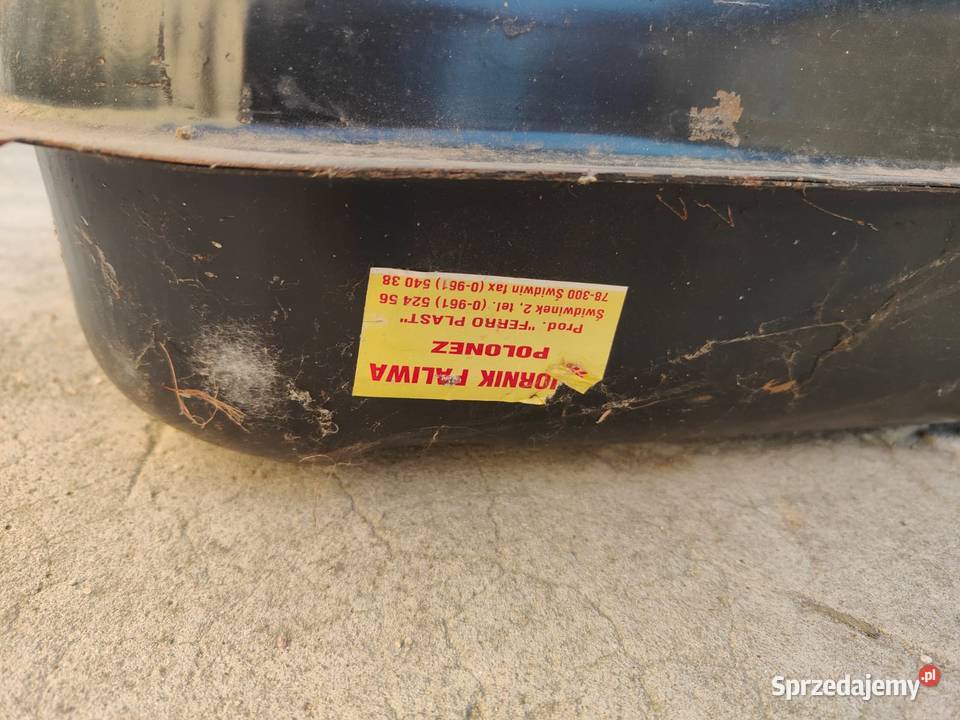 IORNIK PALIWA
POLONEZ
Prod. "FERRO PLAST"
Świdwinek 2, tel. (0-961) 524 56
78-300 Świdwin fax (0-961) 540 38
Sprzedajemy.pl